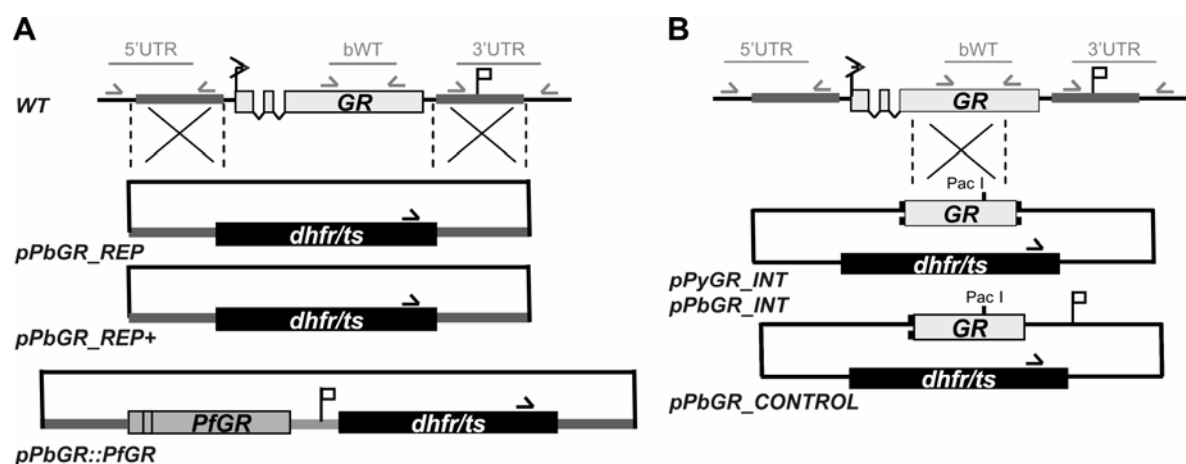 A
5'UTR bWT 3'UTR
WT GR
dhfr/ts
pPbGR_REP
dhfr/ts
pPbGR_REP+
PfGR dhfr/ts
pPbGR::PfGR
B
5'UTR bWT 3'UTR
GR
Pac I
GR
dhfr/ts
pPyGR_INT
pPbGR_INT
Pac I
GR
dhfr/ts
pPbGR_CONTROL